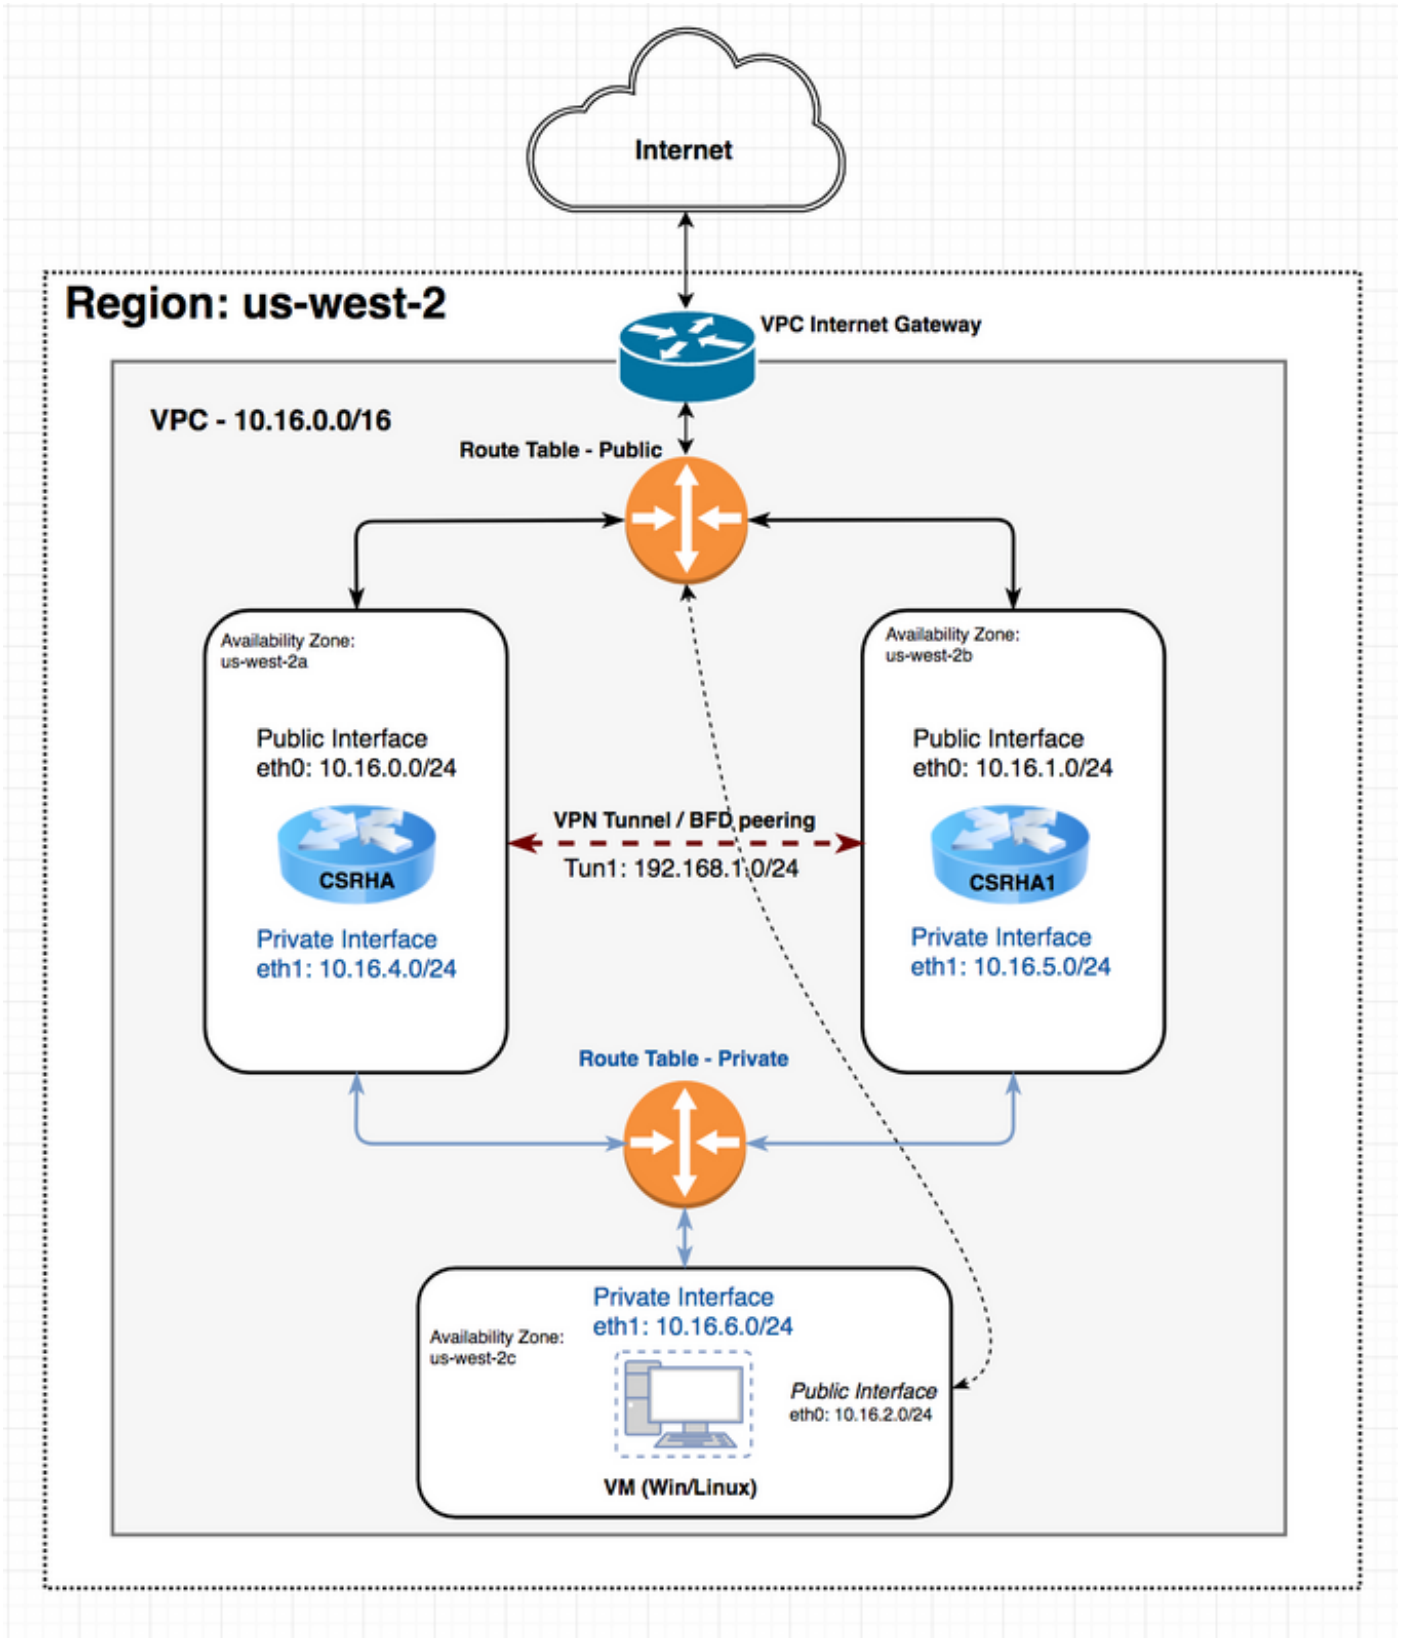 Internet
Region: us-west-2
VPC Internet Gateway
VPC - 10.16.0.0/16
Route Table - Public
Availability Zone:
us-west-2a
Public Interface
eth0: 10.16.0.0/24
CSRHA
Private Interface
eth1: 10.16.4.0/24
VPN Tunnel / BFD peering
Tun1: 192.168.1.0/24
Availability Zone:
us-west-2b
Public Interface
eth0: 10.16.1.0/24
CSRHA1
Private Interface
eth1: 10.16.5.0/24
Route Table - Private
Private Interface
eth1: 10.16.6.0/24
Availability Zone:
us-west-2c
Public Interface
eth0: 10.16.2.0/24
VM (Win/Linux)